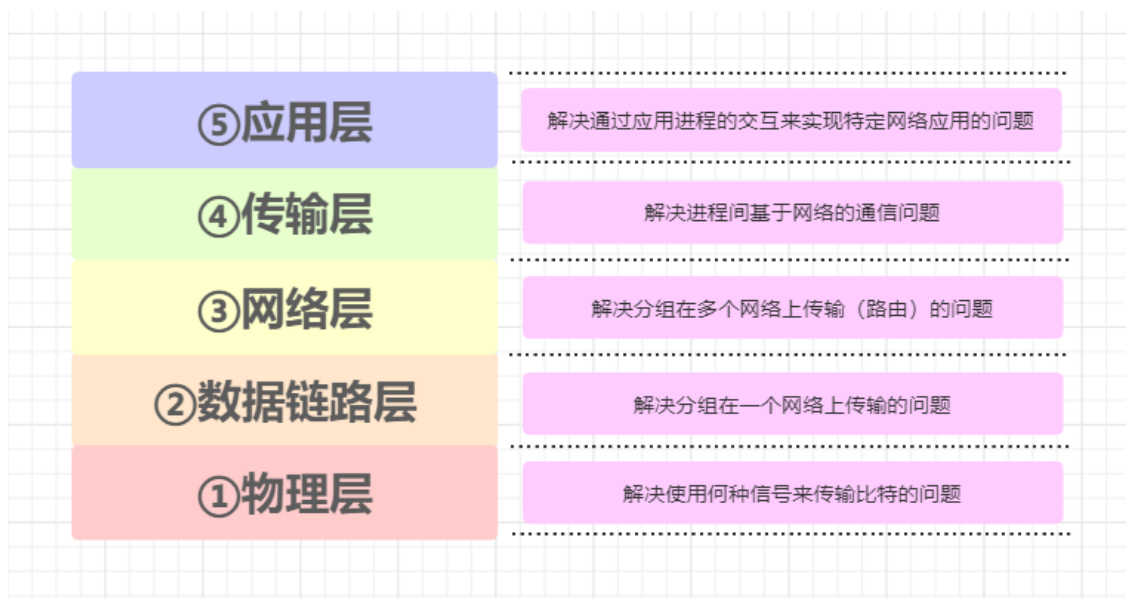 ⑤应用层
解决通过应用进程的交互来实现特定网络应用的问题
④传输层
解决进程间基于网络的通信问题
③网络层
解决分组在多个网络上传输（路由）的问题
②数据链路层
解决分组在一个网络上传输的问题
①物理层
解决使用何种信号来传输比特的问题